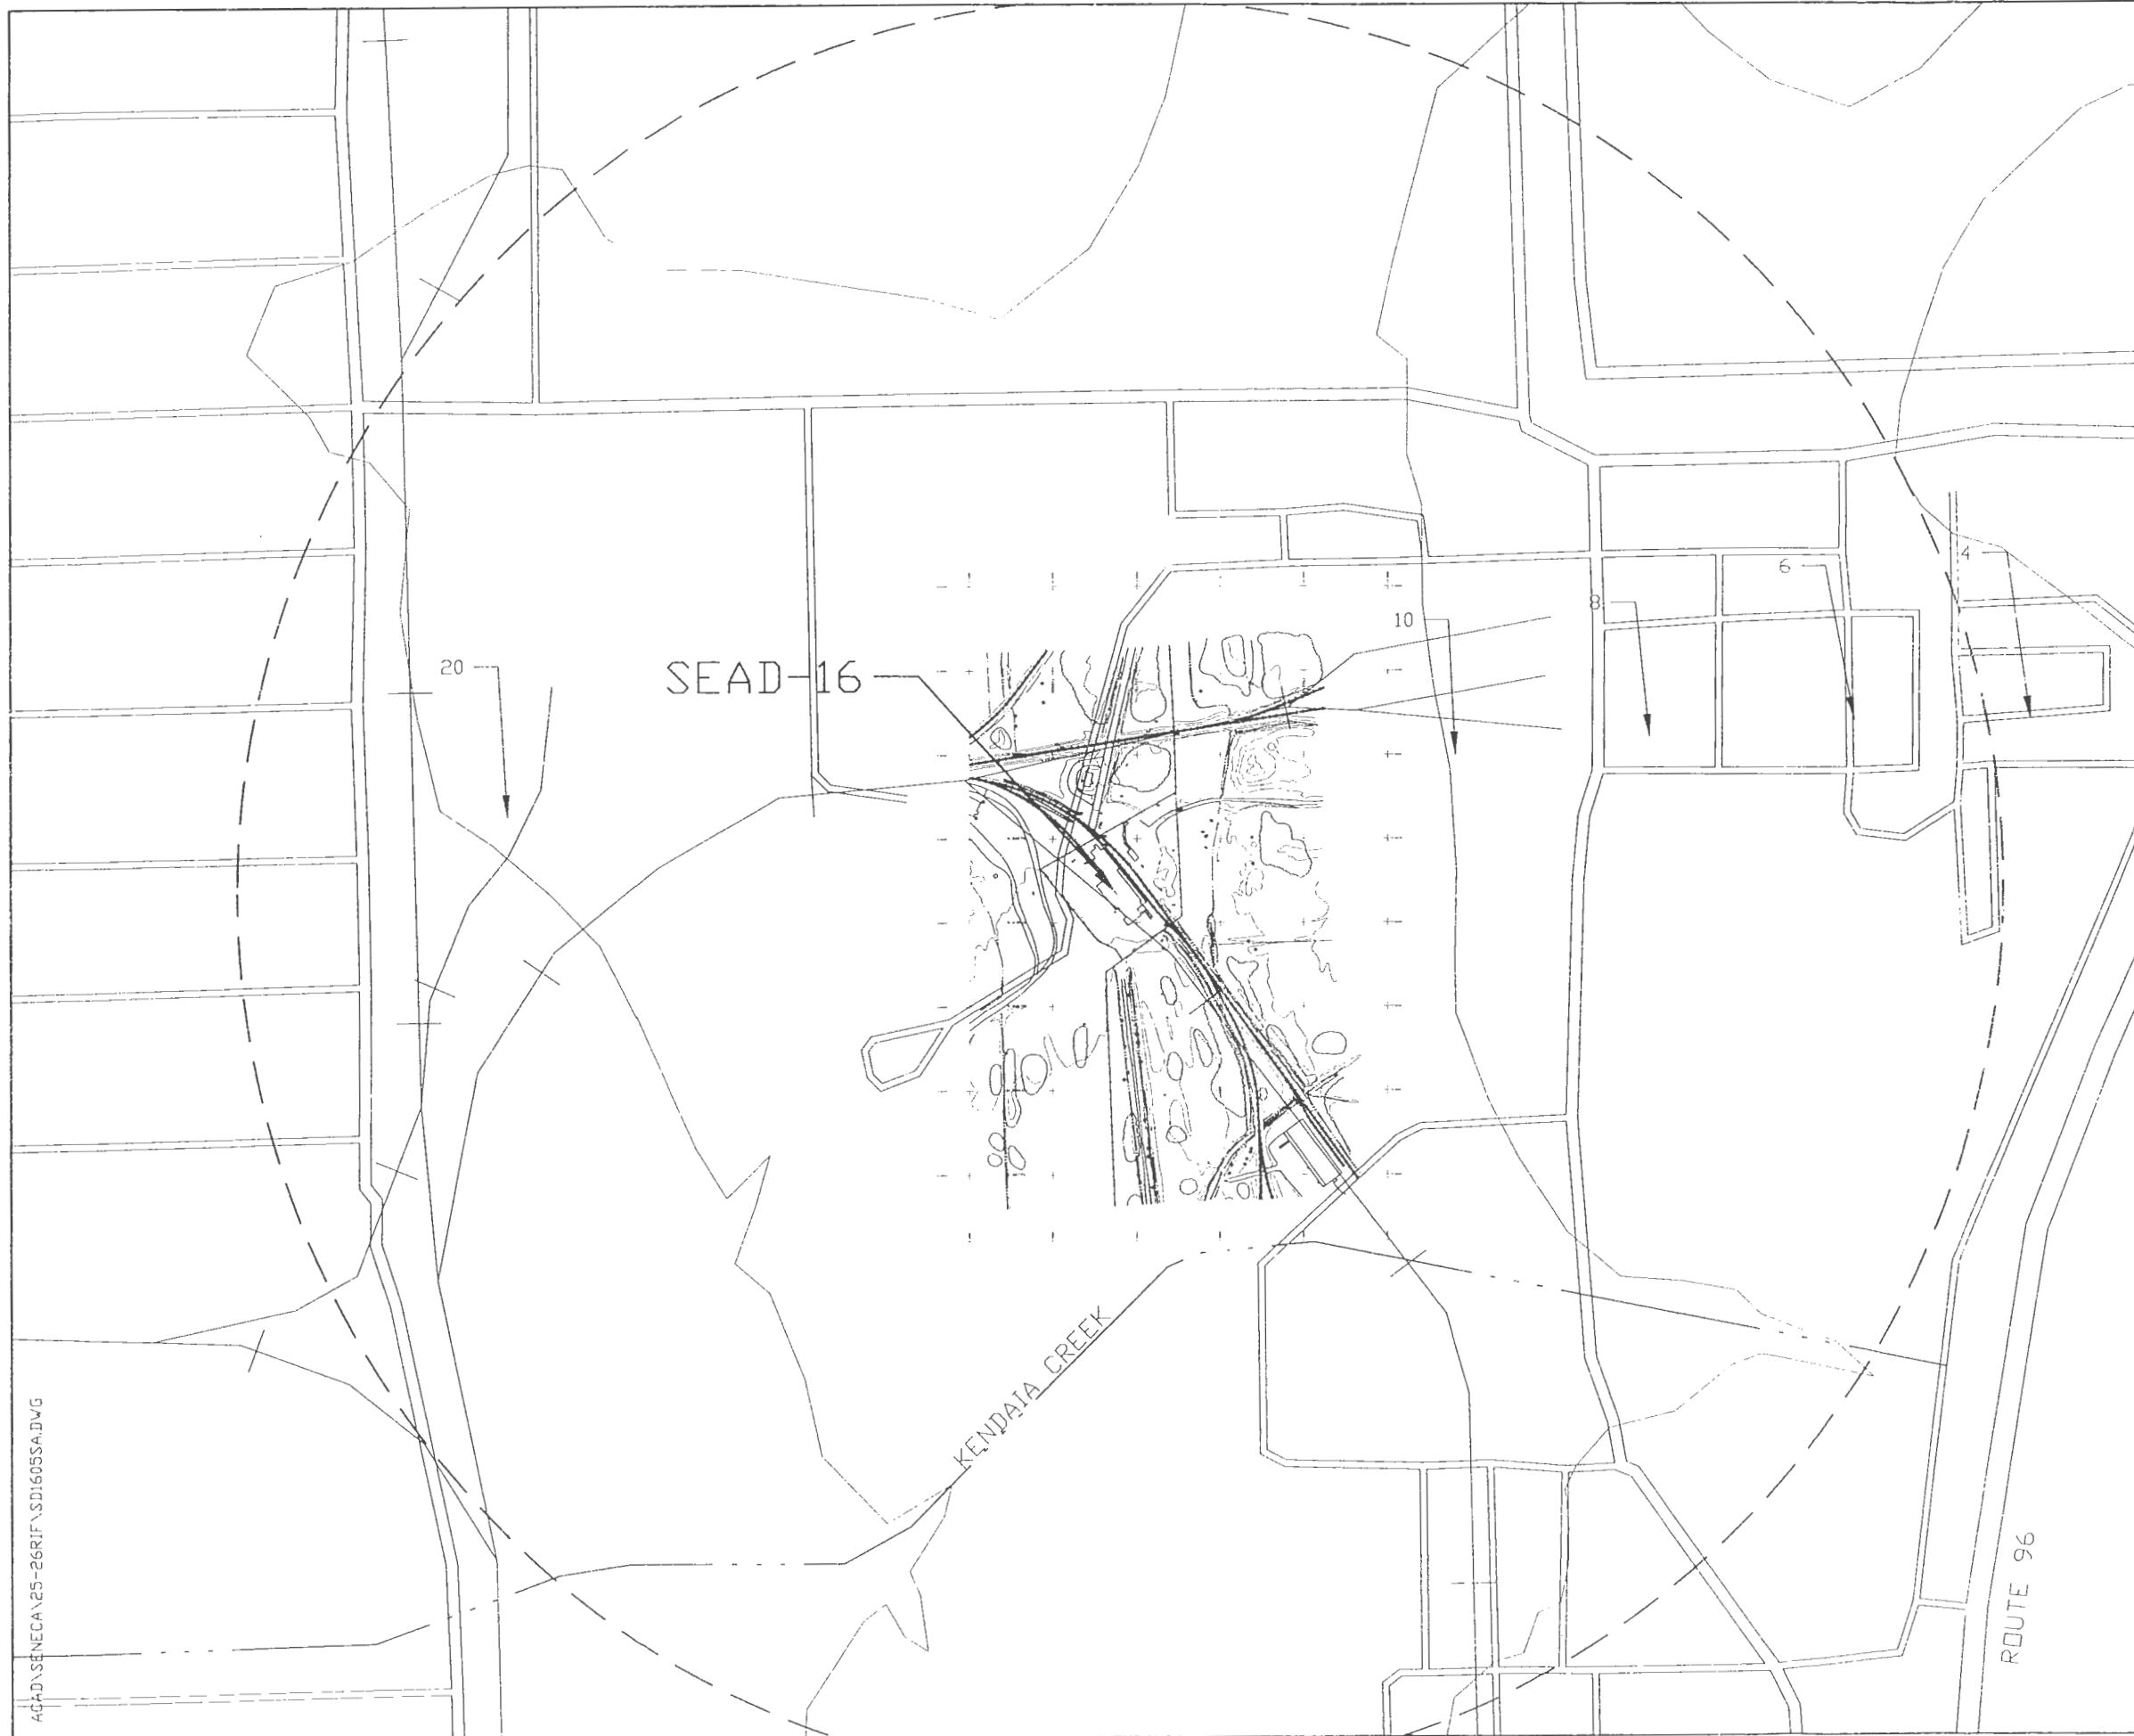 4
6
8
10
20
SEAD-16
KENDAIA CREEK
ROUTE 96
ACAD\SENECA\25-26RIF\SD1605SA.DWG